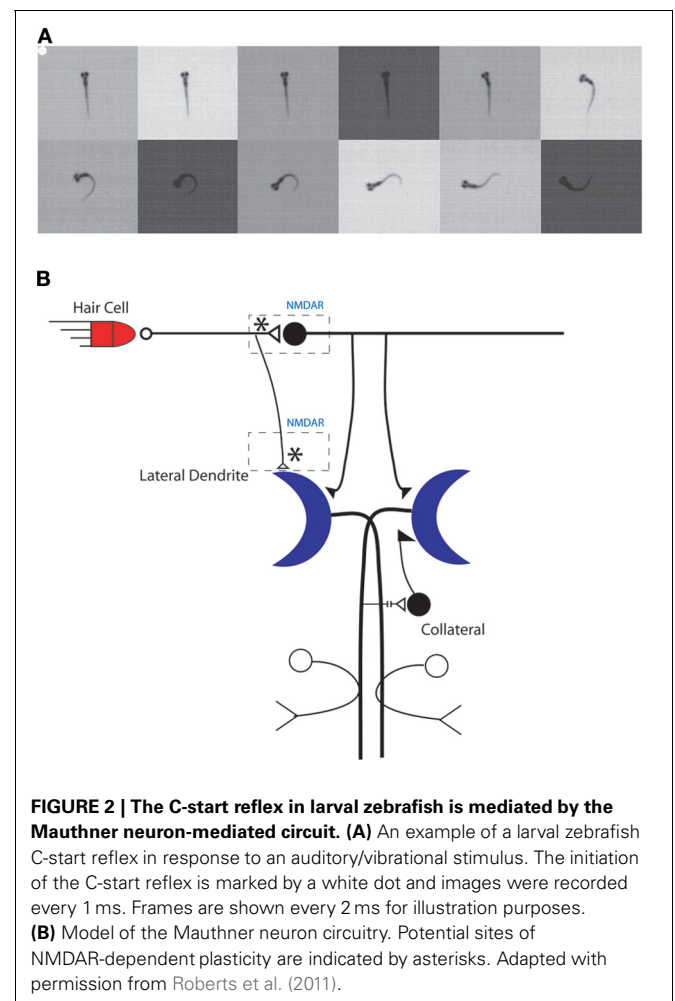 A
B
Hair Cell
NMDAR
*
NMDAR
*
Lateral Dendrite
Collateral
FIGURE 2 | The C-start reflex in larval zebrafish is mediated by the
Mauthner neuron-mediated circuit. (A) An example of a larval zebrafish
C-start reflex in response to an auditory/vibrational stimulus. The initiation
of the C-start reflex is marked by a white dot and images were recorded
every 1 ms. Frames are shown every 2 ms for illustration purposes.
(B) Model of the Mauthner neuron circuitry. Potential sites of
NMDAR-dependent plasticity are indicated by asterisks. Adapted with
permission from Roberts et al. (2011).